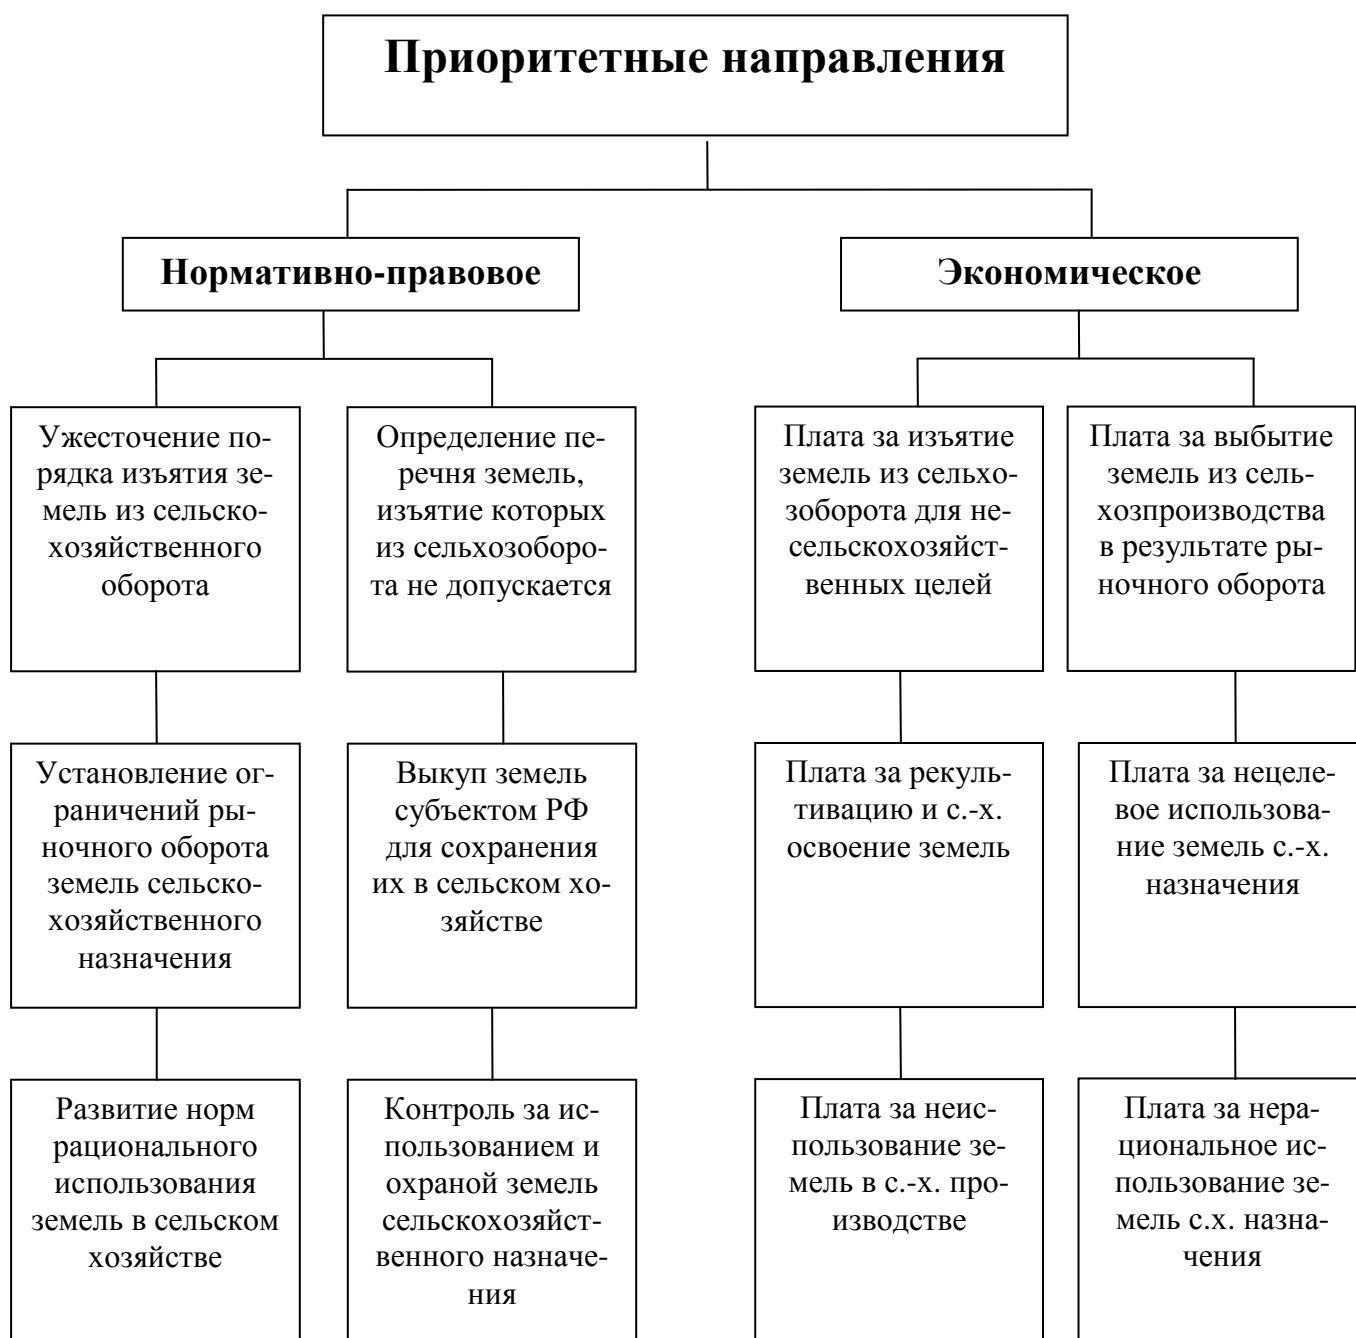 Приоритетные направления
Нормативно-правовое
Экономическое
Ужесточение по-
рядка изъятия зе-
мель из сельско-
хозяйственного
оборота
Определение пе-
речня земель,
изъятие которых
из сельхозоборо-
та не допускается
Плата за изъятие
земель из сельхо-
зоборота для не-
сельскохозяйст-
венных целей
Плата за выбытие
земель из сель-
хозпроизводства
в результате ры-
ночного оборота
Установление ог-
раничений ры-
ночного оборота
земель сельско-
хозяйственного
назначения
Выкуп земель
субъектом РФ
для сохранения
их в сельском хо-
зяйстве
Плата за рекуль-
тивацию и с.-х.
освоение земель
Плата за нецеле-
вое использова-
ние земель с.-х.
назначения
Развитие норм
рационального
использования
земель в сельском
хозяйстве
Контроль за ис-
пользованием и
охраной земель
сельскохозяйст-
венного назначе-
ния
Плата за неис-
пользование зе-
мель в с.-х. про-
изводстве
Плата за нера-
циональное ис-
пользование зе-
мель с.х. назна-
чения